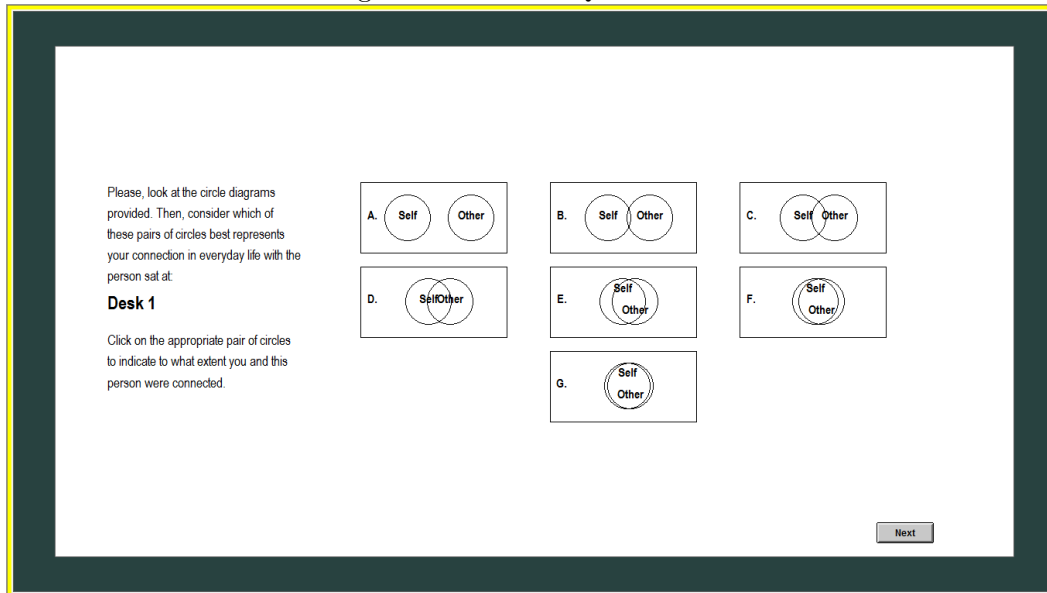 Please, look at the circle diagrams
provided. Then, consider which of
these pairs of circles best represents
your connection in everyday life with the
person sat at:
Desk 1
Click on the appropriate pair of circles
to indicate to what extent you and this
person were connected.
A. Self Other
B. Self Other
C. Self Other
D. Self Other
E. Self
Other
F. Self
Other
G. Self
Other
Next